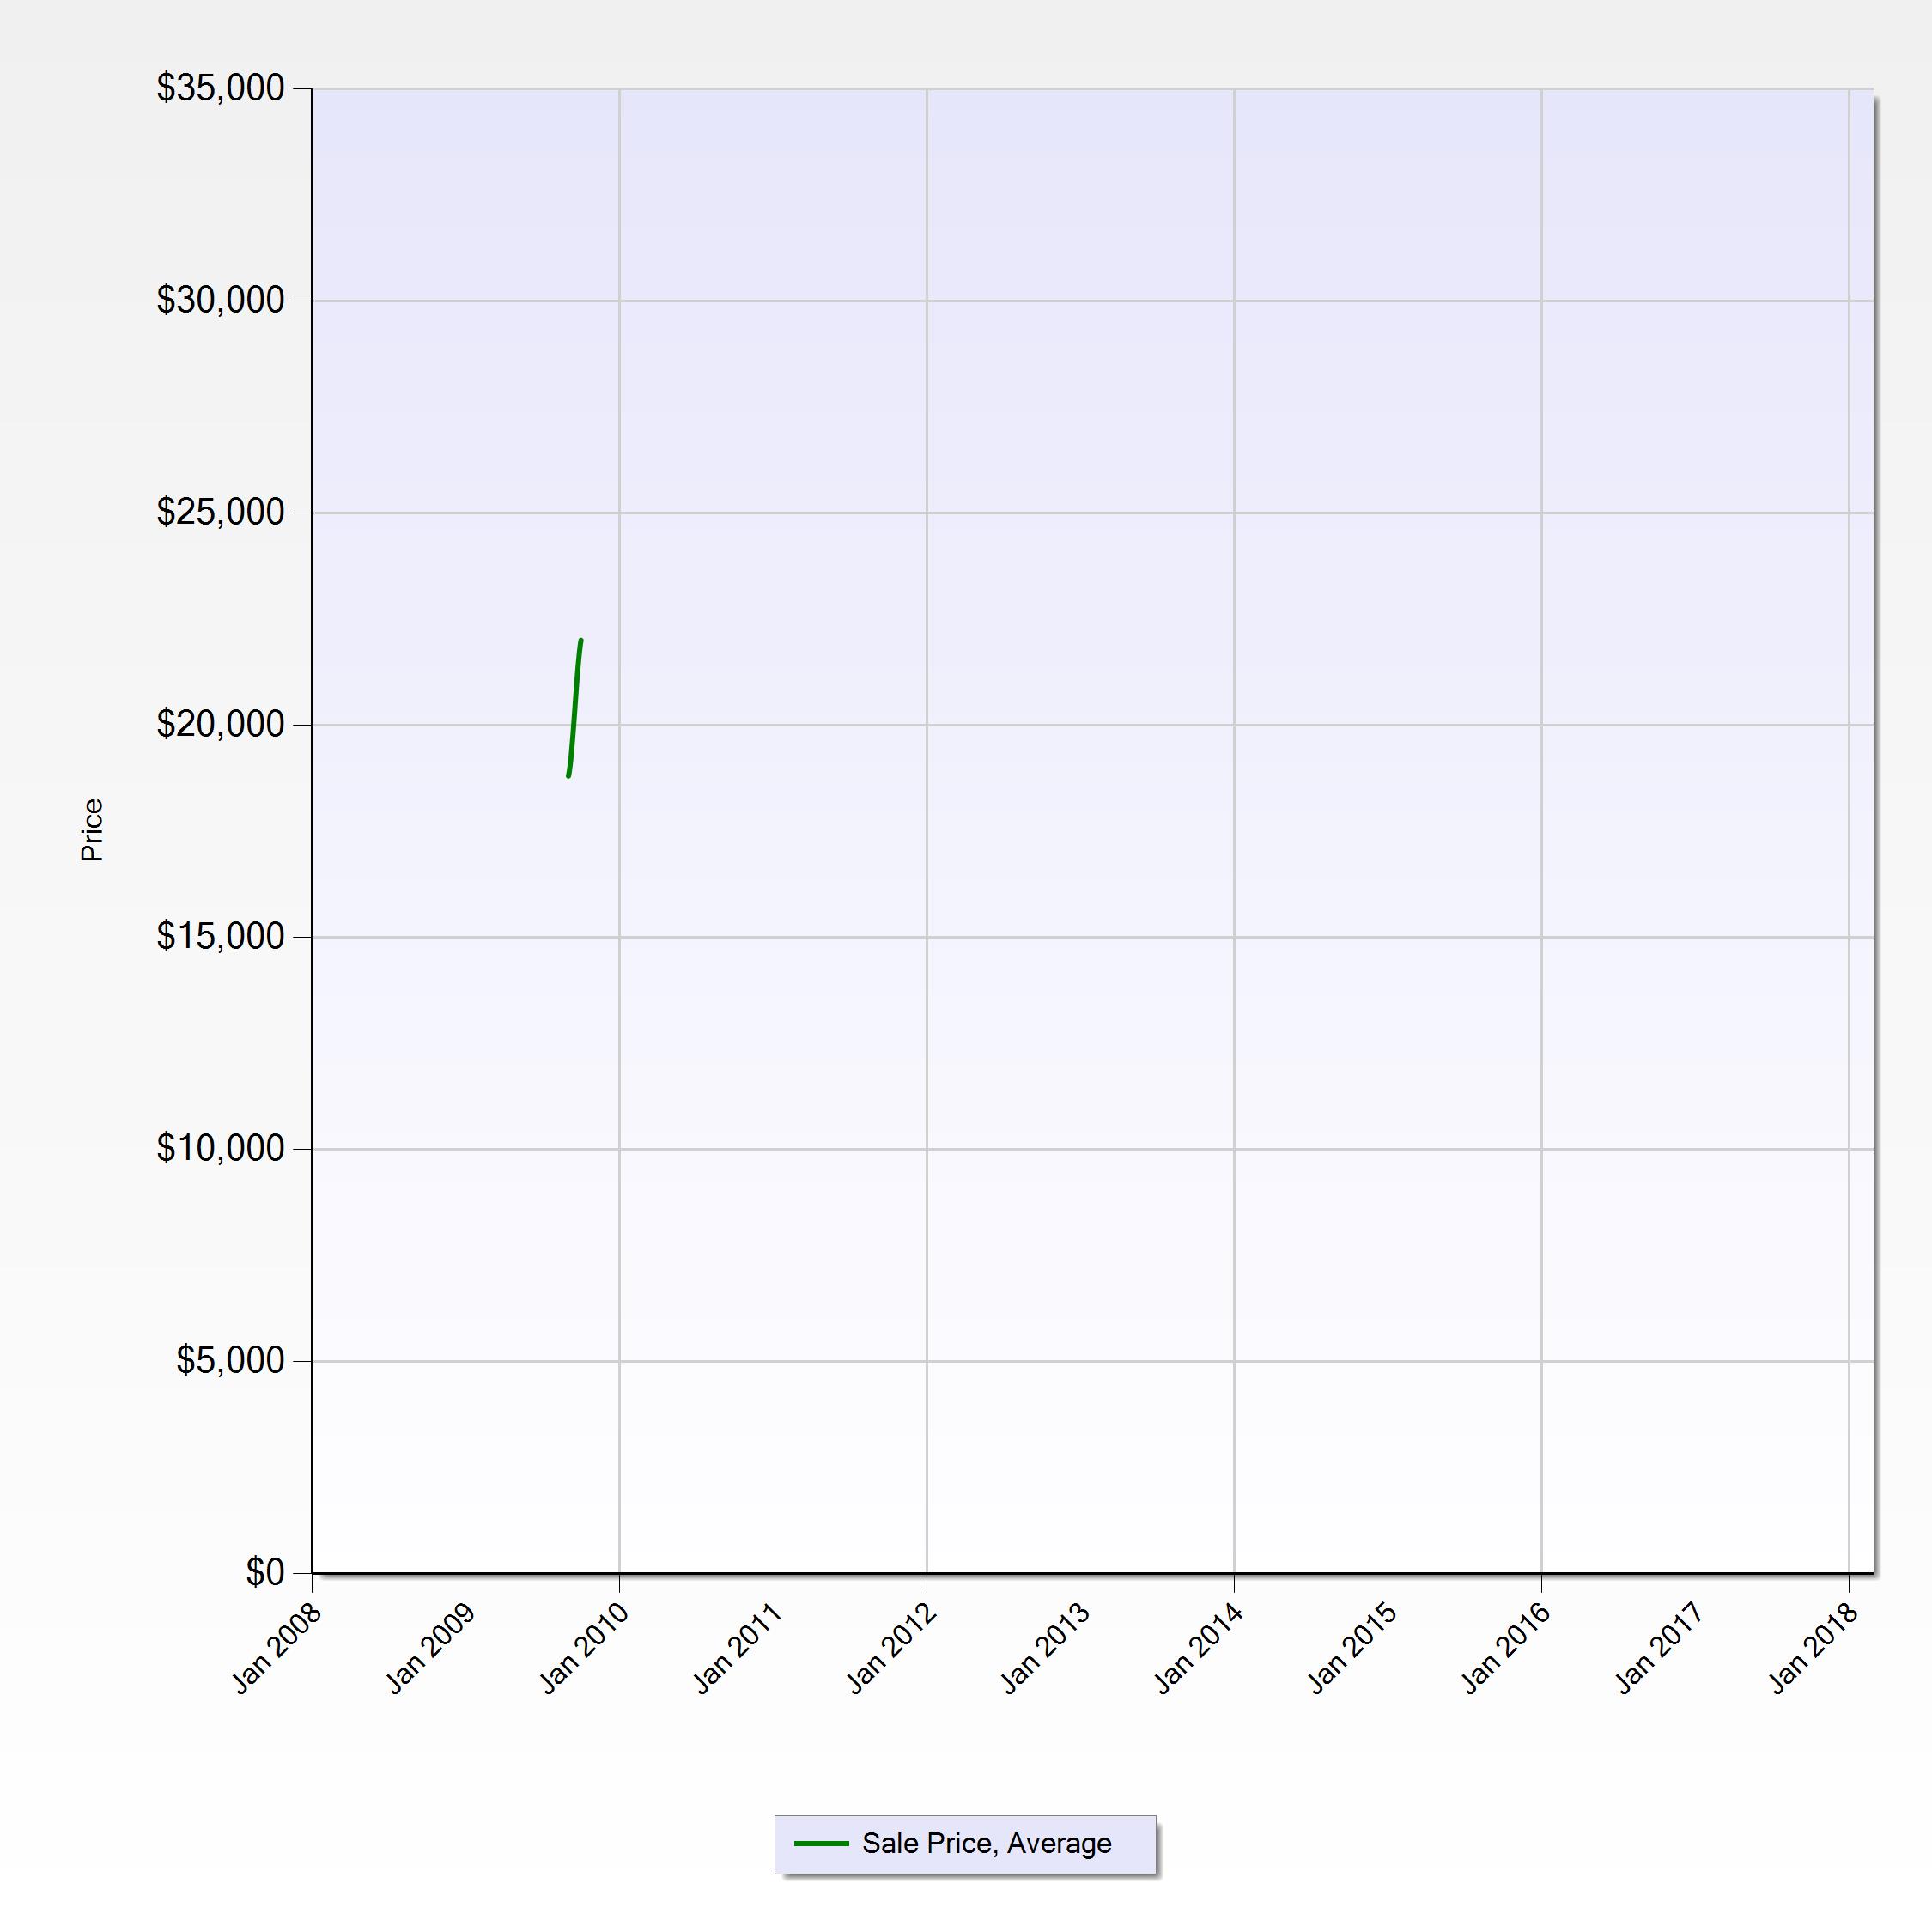 $35,000
$30,000
$25,000
$20,000
Price
$15,000
$10,000
$5,000
$0
Jan 2008
Jan 2009
Jan 2010
Jan 2011
Jan 2012
Jan 2013
Jan 2014
Jan 2015
Jan 2016
Jan 2017
Jan 2018
Sale Price, Average